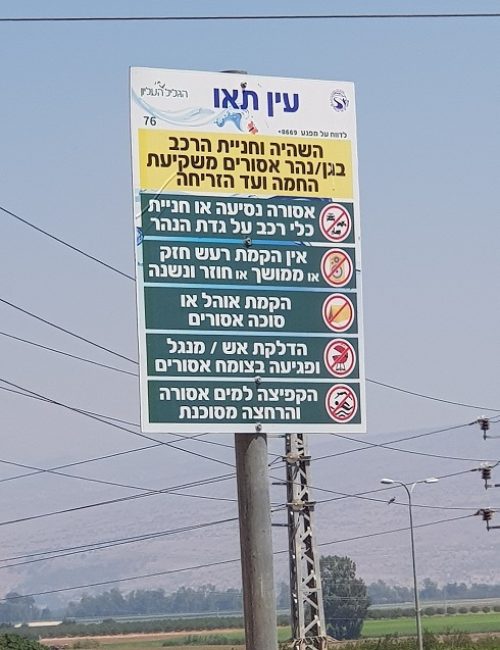 הגליל העליון
עין תאו
76
לדווח על מפגע 8669*
השהיה וחניית הרכב
בגן/נהר אסורים משקיעת
החמה ועד הזריחה
אסורה נסיעה או חניית
כלי רכב על גדת הנהר
אין הקמת רעש חזק
או ממושך או חוזר ונשנה
הקמת אוהל או
סוכה אסורים
הדלקת אש / מנגל
ופגיעה בצומח אסורים
הקפיצה למים אסורה
והרחצה מסוכנת